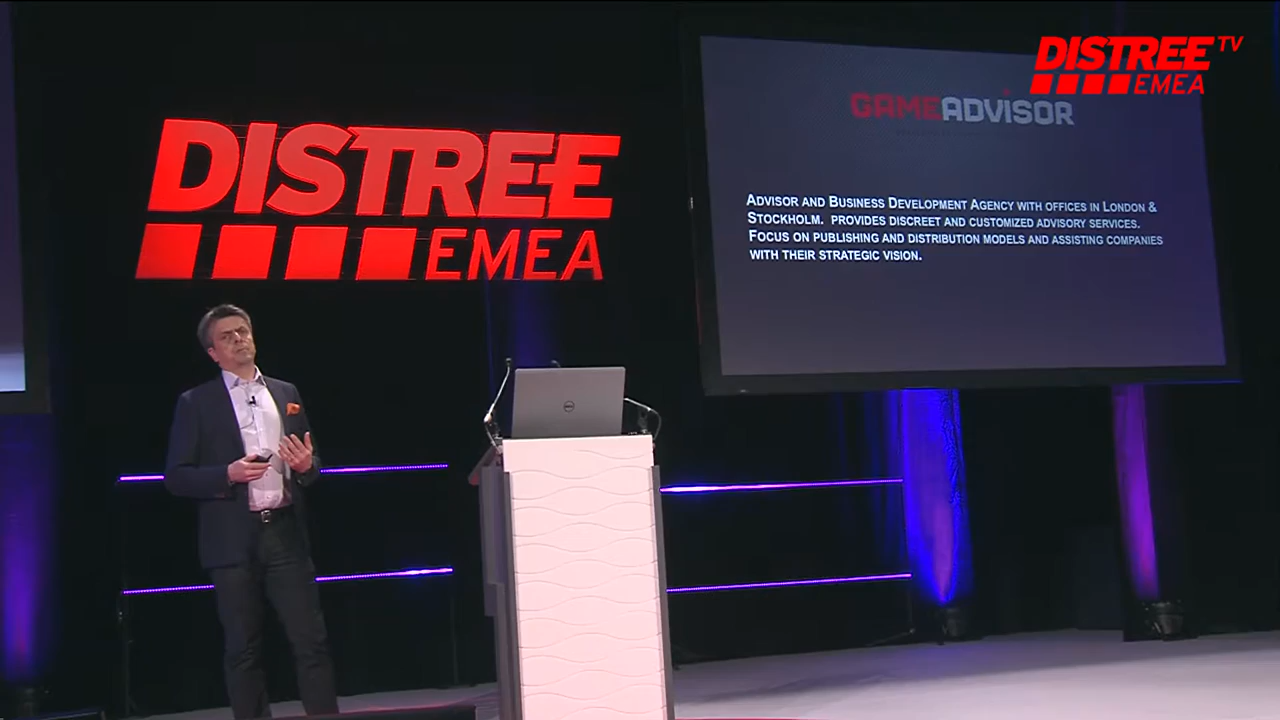 DISTREE TV
EMEA
DISTREE
EMEA
GAMEADVISOR
ADVISOR AND BUSINESS DEVELOPMENT AGENCY WITH OFFICES IN LONDON &
STOCKHOLM. PROVIDES DISCREET AND CUSTOMIZED ADVISORY SERVICES.
FOCUS ON PUBLISHING AND DISTRIBUTION MODELS AND ASSISTING COMPANIES
WITH THEIR STRATEGIC VISION.
DELL